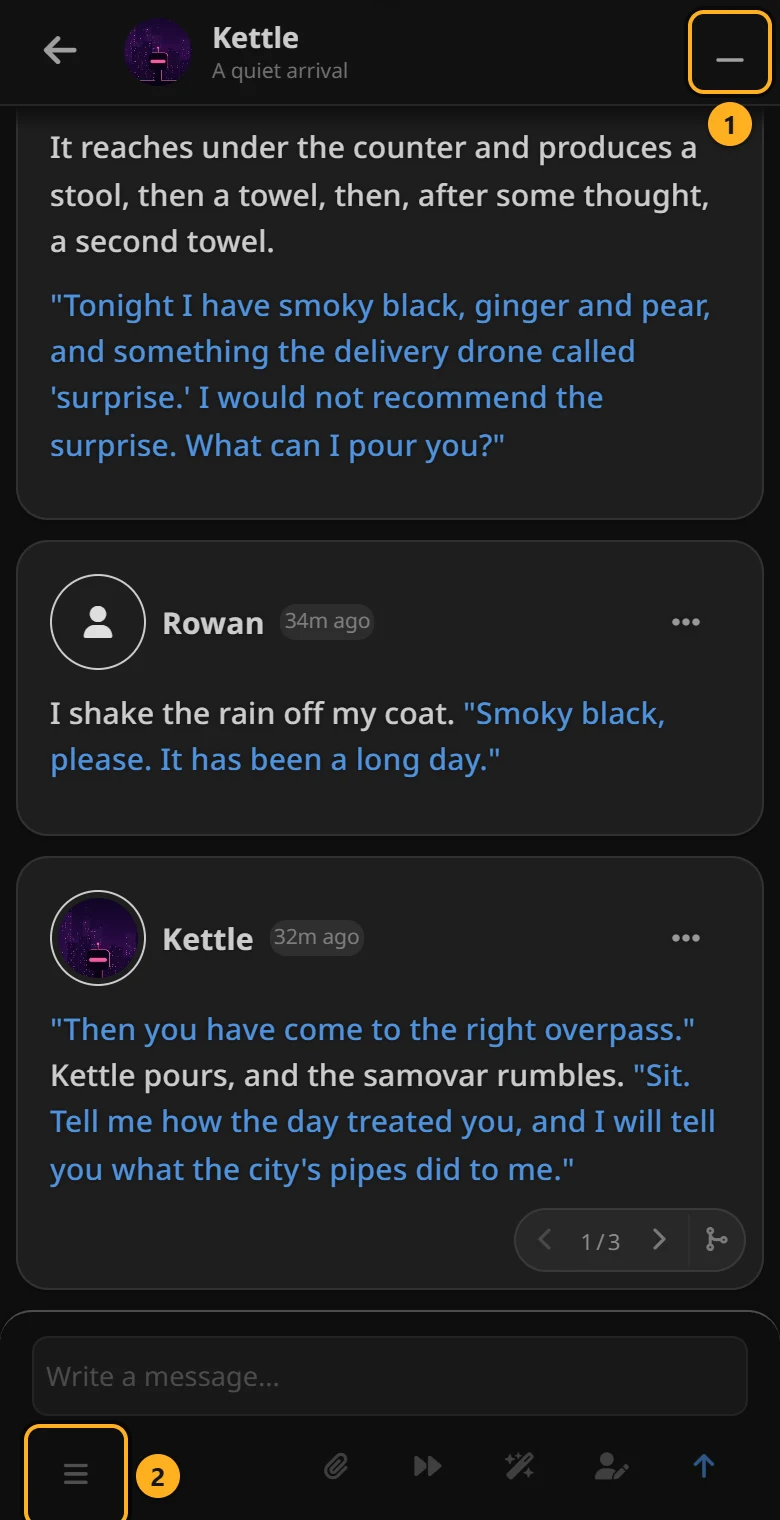 Kettle
A quiet arrival
1
It reaches under the counter and produces a
stool, then a towel, then, after some thought,
a second towel.
"Tonight I have smoky black, ginger and pear,
and something the delivery drone called
'surprise.' I would not recommend the
surprise. What can I pour you?"
Rowan 34m ago
I shake the rain off my coat. "Smoky black,
please. It has been a long day."
Kettle 32m ago
"Then you have come to the right overpass."
Kettle pours, and the samovar rumbles. "Sit.
Tell me how the day treated you, and I will tell
you what the city's pipes did to me."
1/3
Write a message...
2